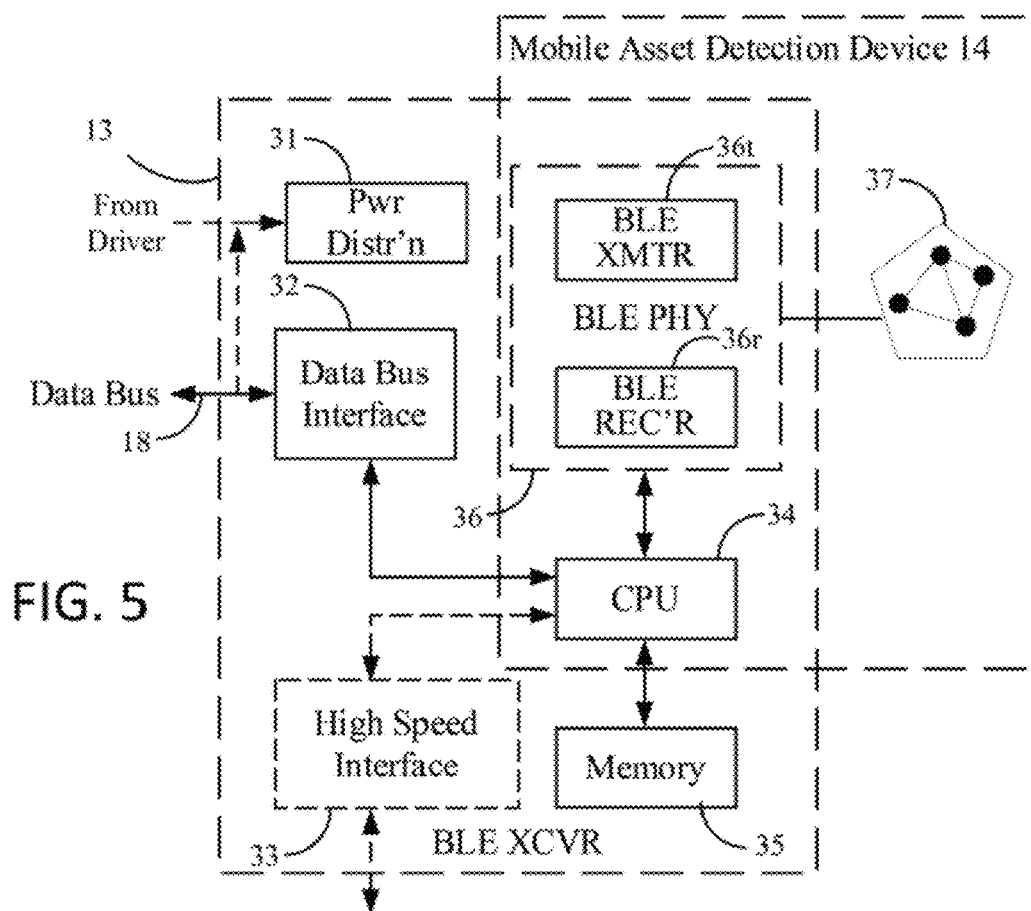 Mobile Asset Detection Device 14
13
31
36t
37
From
Driver
Pwr
Distr'n
BLE
XMTR
32
BLE PHY
36r
Data Bus
Data Bus
Interface
BLE
REC'R
18
36
34
FIG. 5
CPU
High Speed
Interface
Memory
33
BLE XCVR
35